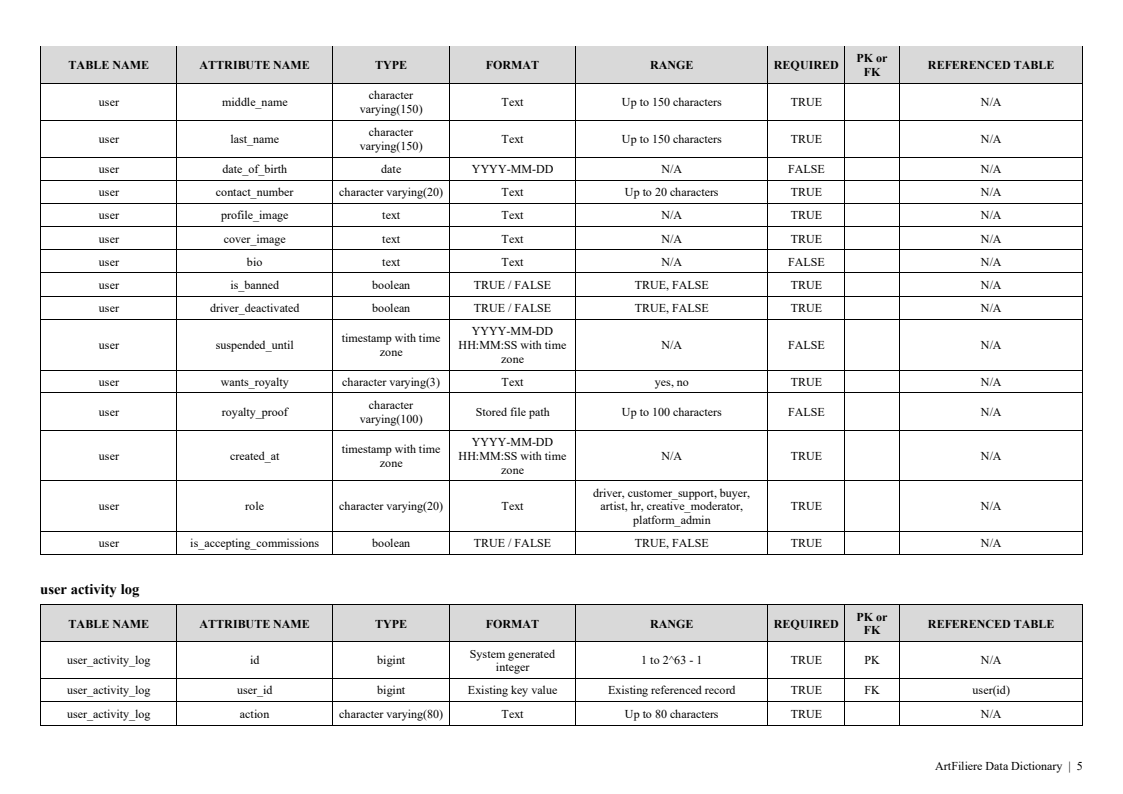 TABLE NAME ATTRIBUTE NAME TYPE FORMAT RANGE REQUIRED PK or FK REFERENCED TABLE
user middle_name character varying(150) Text Up to 150 characters TRUE N/A
user last_name character varying(150) Text Up to 150 characters TRUE N/A
user date_of_birth date YYYY-MM-DD N/A FALSE N/A
user contact_number character varying(20) Text Up to 20 characters TRUE N/A
user profile_image text Text N/A TRUE N/A
user cover_image text Text N/A TRUE N/A
user bio text Text N/A FALSE N/A
user is_banned boolean TRUE / FALSE TRUE, FALSE TRUE N/A
user driver_deactivated boolean TRUE / FALSE TRUE, FALSE TRUE N/A
user suspended_until timestamp with time zone YYYY-MM-DD HH:MM:SS with time zone N/A FALSE N/A
user wants_royalty character varying(3) Text yes, no TRUE N/A
user royalty_proof character varying(100) Stored file path Up to 100 characters FALSE N/A
user created_at timestamp with time zone YYYY-MM-DD HH:MM:SS with time zone N/A TRUE N/A
user role character varying(20) Text driver, customer_support, buyer, artist, hr, creative_moderator, platform_admin TRUE N/A
user is_accepting_commissions boolean TRUE / FALSE TRUE, FALSE TRUE N/A
user activity log
TABLE NAME ATTRIBUTE NAME TYPE FORMAT RANGE REQUIRED PK or FK REFERENCED TABLE
user_activity_log id bigint System generated integer 1 to 2^63 - 1 TRUE PK N/A
user_activity_log user_id bigint Existing key value Existing referenced record TRUE FK user(id)
user_activity_log action character varying(80) Text Up to 80 characters TRUE N/A
ArtFiliere Data Dictionary | 5